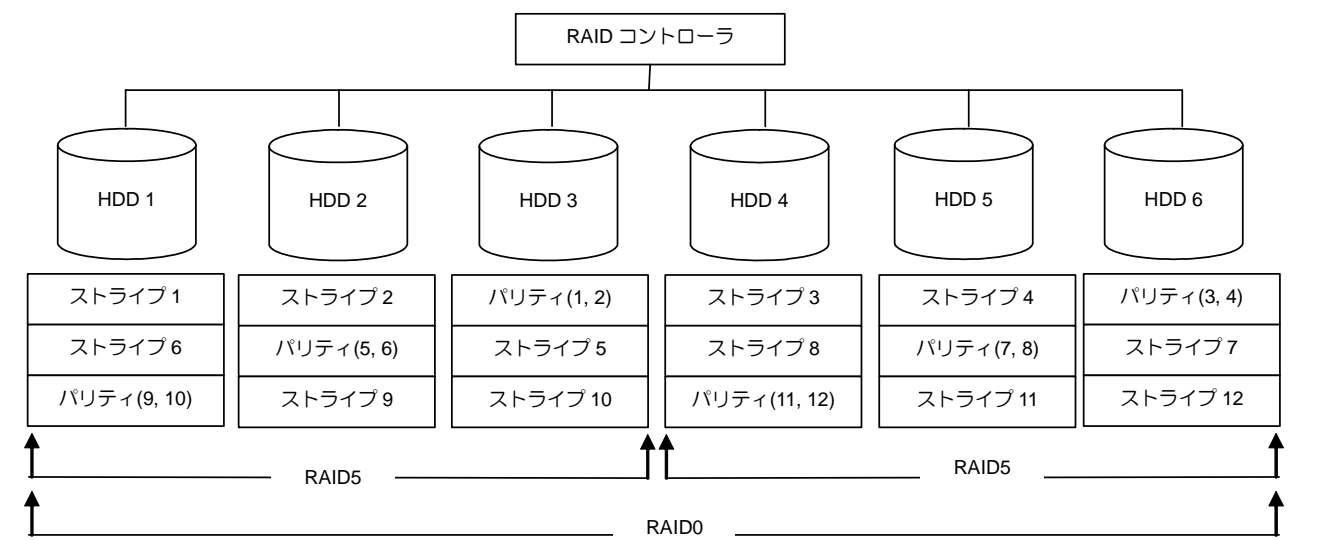 RAID コントローラ
HDD 1
HDD 2
HDD 3
HDD 4
HDD 5
HDD 6
ストライプ 1
ストライプ 2
パリティ(1, 2)
ストライプ 3
ストライプ 4
パリティ(3, 4)
ストライプ 6
パリティ(5, 6)
ストライプ 5
ストライプ 8
パリティ(7, 8)
ストライプ 7
パリティ(9, 10)
ストライプ 9
ストライプ 10
パリティ(11, 12)
ストライプ 11
ストライプ 12
RAID5
RAID5
RAID0